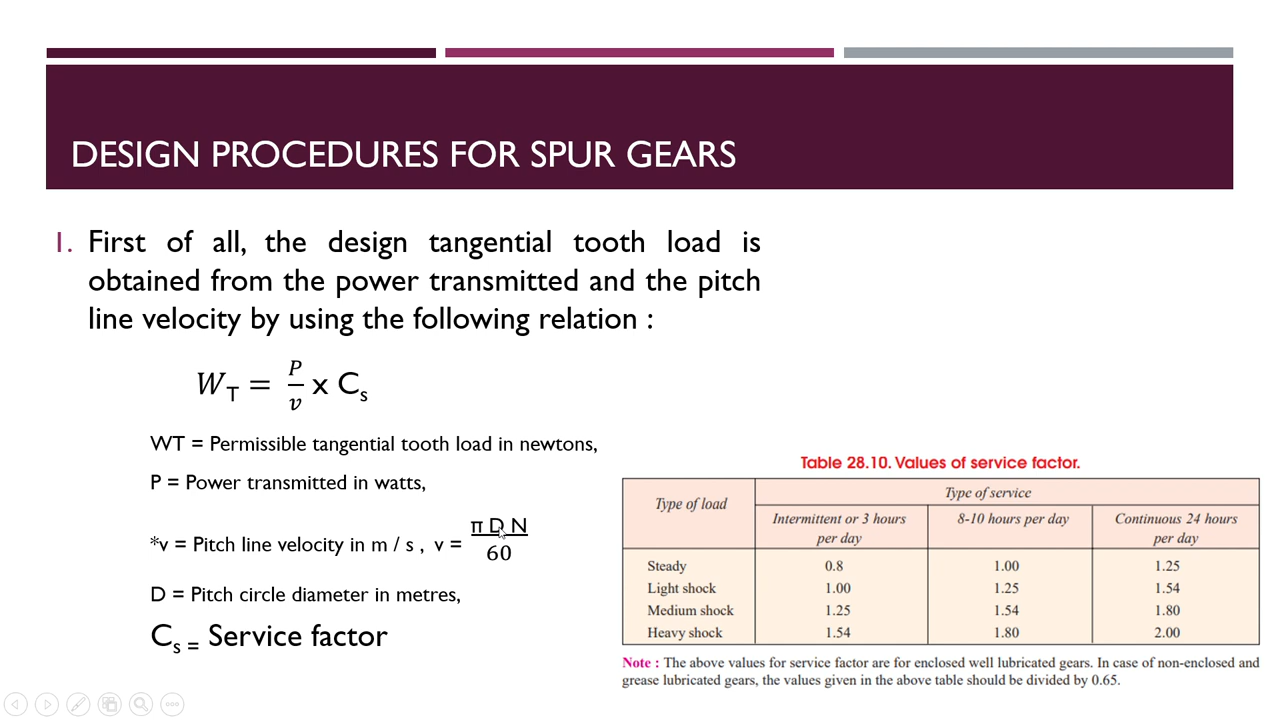 DESIGN PROCEDURES FOR SPUR GEARS
1. First of all, the design tangential tooth load is
obtained from the power transmitted and the pitch
line velocity by using the following relation :
W_T = P/v x C_s
WT = Permissible tangential tooth load in newtons,
P = Power transmitted in watts,
*v = Pitch line velocity in m / s , v = π D N / 60
D = Pitch circle diameter in metres,
C_s = Service factor
Table 28.10. Values of service factor.
Type of load Type of service
Intermittent or 3 hours per day 8-10 hours per day Continuous 24 hours per day
Steady 0.8 1.00 1.25
Light shock 1.00 1.25 1.54
Medium shock 1.25 1.54 1.80
Heavy shock 1.54 1.80 2.00
Note : The above values for service factor are for enclosed well lubricated gears. In case of non-enclosed and
grease lubricated gears, the values given in the above table should be divided by 0.65.